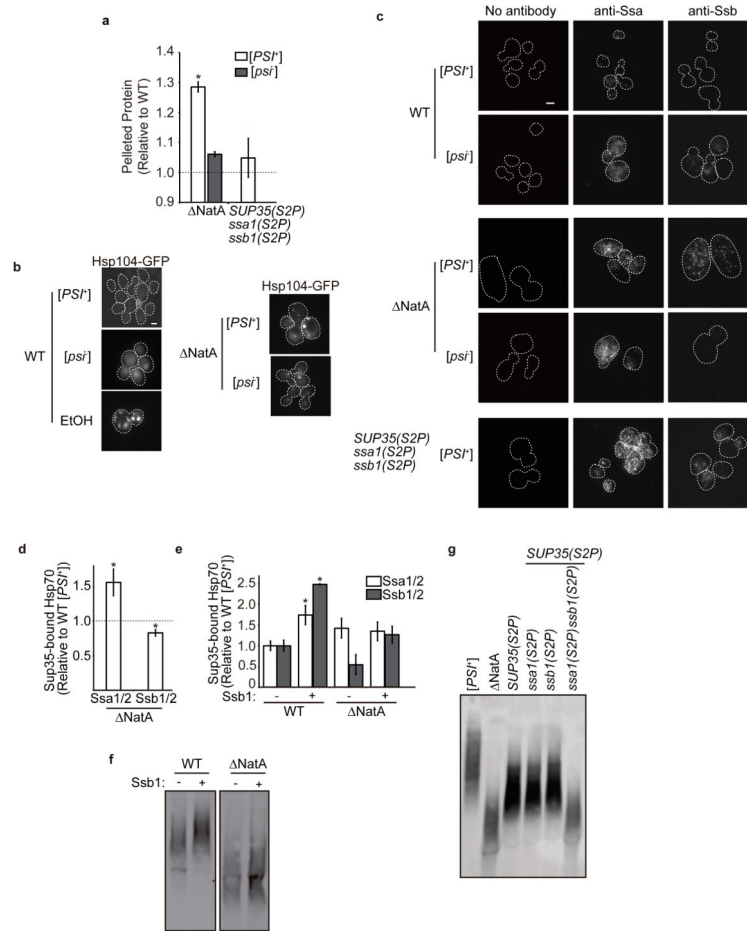 a
Pelleted Protein
(Relative to WT)
1.4
1.3
1.2
1.1
1.0
0.9
*
[PSI⁺]
[psi⁻]
ΔNatA
SUP35(S2P)
ssa1(S2P)
ssb1(S2P)
b
Hsp104-GFP
WT
[PSI⁺]
[psi⁻]
EtOH
Hsp104-GFP
ΔNatA
[PSI⁺]
[psi⁻]
c
No antibody anti-Ssa anti-Ssb
WT
[PSI⁺]
[psi⁻]
ΔNatA
[PSI⁺]
[psi⁻]
SUP35(S2P)
ssa1(S2P)
ssb1(S2P)
[PSI⁺]
d
Sup35-bound Hsp70
(Relative to WT [PSI⁺])
1.5
1.0
0.5
*
*
Ssa1/2 Ssb1/2
ΔNatA
e
Sup35-bound Hsp70
(Relative to WT [PSI⁺])
2.5
2.0
1.5
1.0
0.5
0
*
*
Ssa1/2
Ssb1/2
Ssb1: - + - +
WT ΔNatA
f
WT ΔNatA
Ssb1: - + - +
g
SUP35(S2P)
[PSI⁺]
ΔNatA
SUP35(S2P)
ssa1(S2P)
ssb1(S2P)
ssa1(S2P) ssb1(S2P)